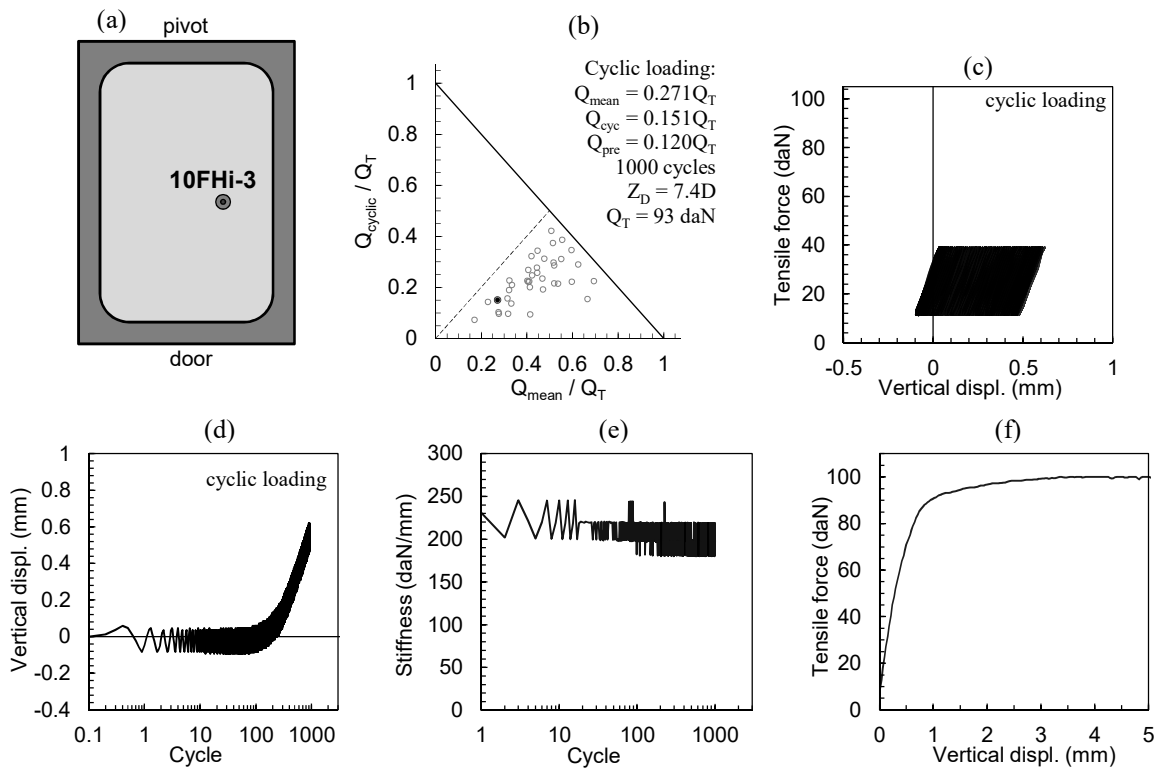 (a)
pivot
10FHi-3
door
(b)
Cyclic loading:
Q_mean = 0.271Q_T
Q_cyc = 0.151Q_T
Q_pre = 0.120Q_T
1000 cycles
Z_D = 7.4D
Q_T = 93 daN
Q_cyclic / Q_T
1
0.8
0.6
0.4
0.2
0
0 0.2 0.4 0.6 0.8 1
Q_mean / Q_T
(c)
cyclic loading
Tensile force (daN)
100
80
60
40
20
0
-0.5 0 0.5 1
Vertical displ. (mm)
(d)
cyclic loading
Vertical displ. (mm)
1
0.8
0.6
0.4
0.2
0
-0.2
-0.4
0.1 1 10 100 1000
Cycle
(e)
Stiffness (daN/mm)
300
250
200
150
100
50
0
1 10 100 1000
Cycle
(f)
Tensile force (daN)
100
80
60
40
20
0
0 1 2 3 4 5
Vertical displ. (mm)